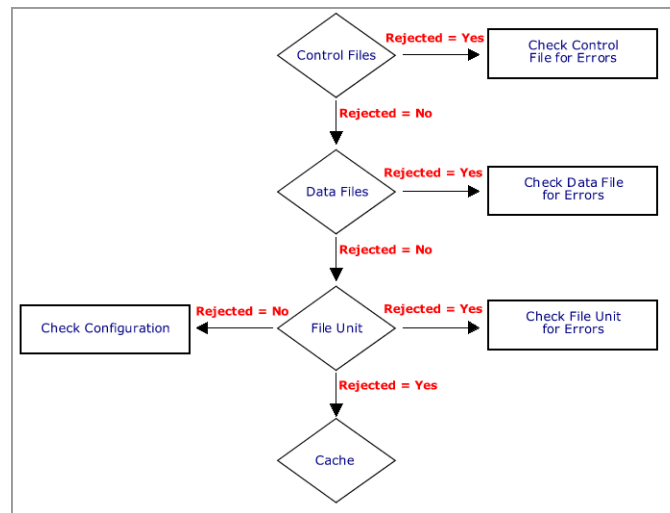 Control Files
Rejected = Yes
Check Control
File for Errors
Rejected = No
Data Files
Rejected = Yes
Check Data File
for Errors
Rejected = No
Check Configuration
Rejected = No
File Unit
Rejected = Yes
Check File Unit
for Errors
Rejected = Yes
Cache